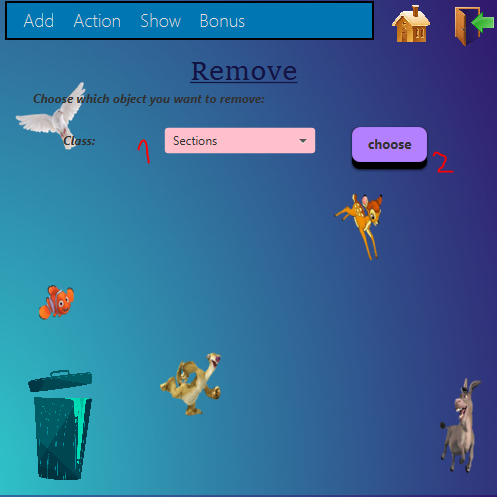 Add Action Show Bonus
Remove
Choose which object you want to remove:
Class: 1 Sections choose 2